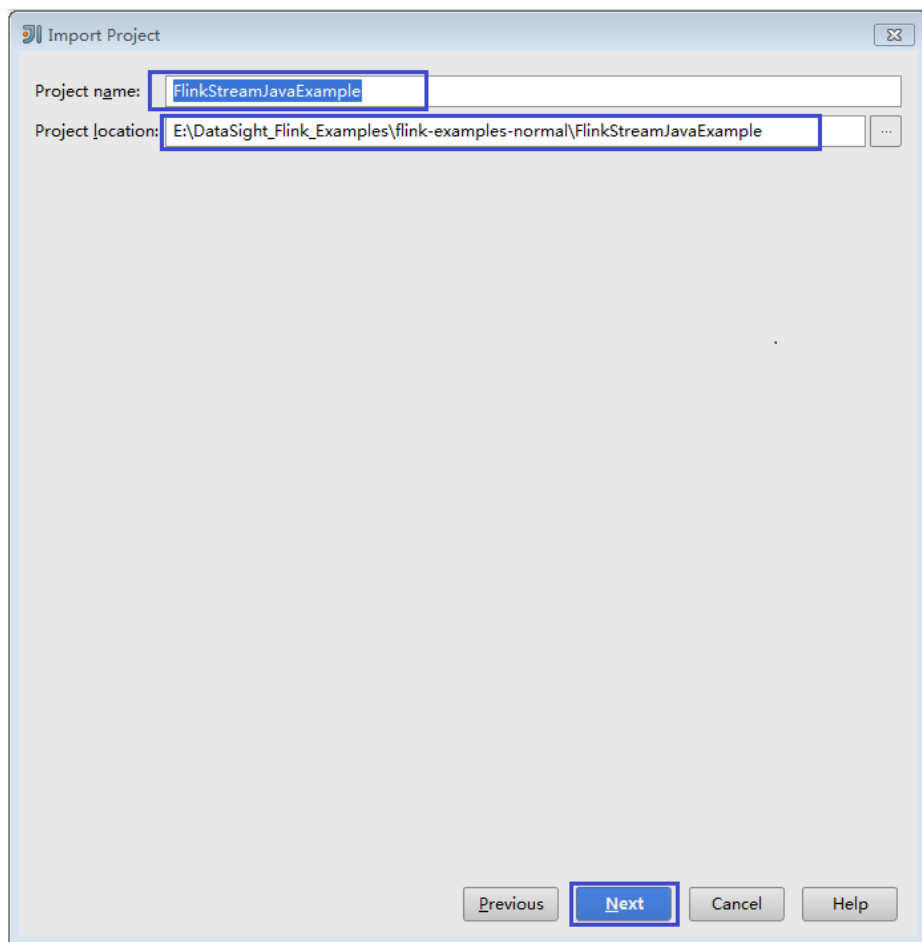 Import Project
Project name: FlinkStreamJavaExample
Project location: E:\DataSight_Flink_Examples\flink-examples-normal\FlinkStreamJavaExample ...
Previous Next Cancel Help